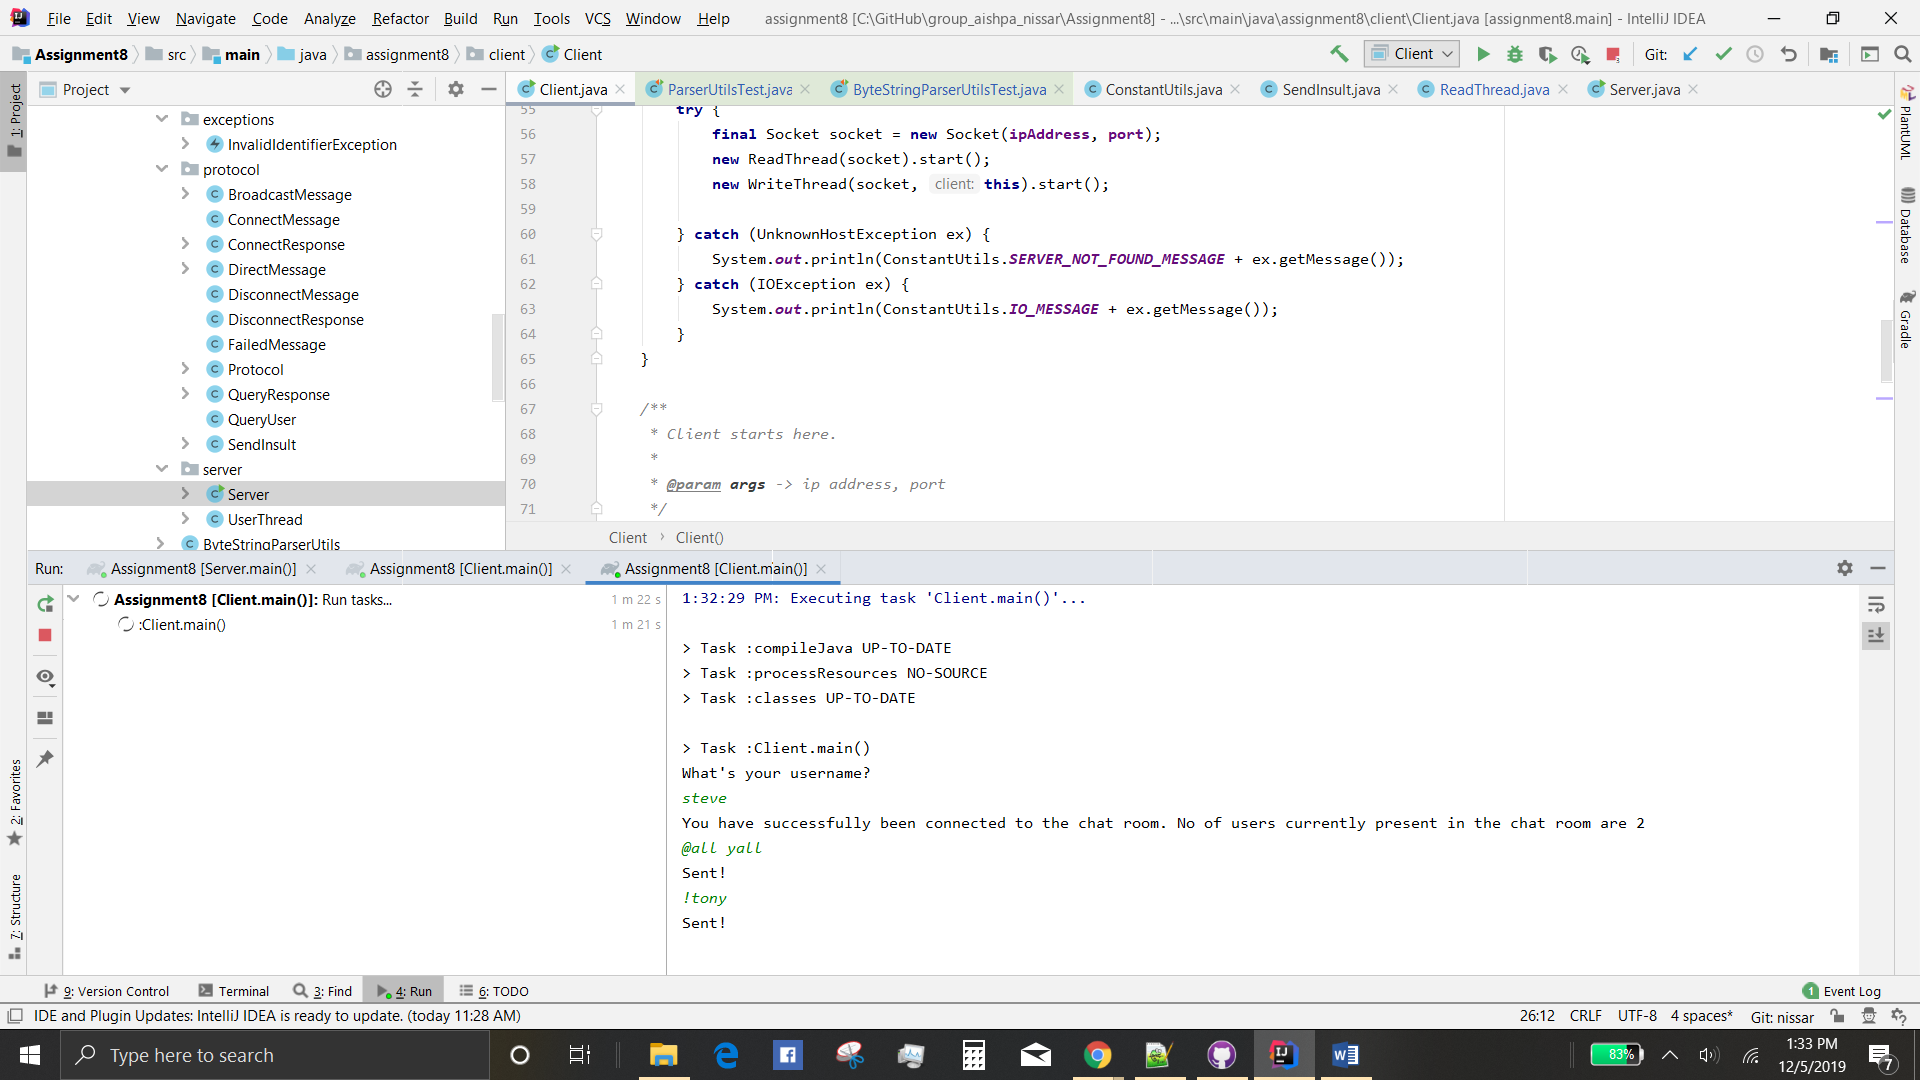 File Edit View Navigate Code Analyze Refactor Build Run Tools VCS Window Help assignment8 [C:\GitHub\group_aishpa_nissar\Assignment8] - ...\src\main\java\assignment8\client\Client.java [assignment8.main] - IntelliJ IDEA
Assignment8 src main java assignment8 client Client Client Git:
Project
Client.java ParserUtilsTest.java ByteStringParserUtilsTest.java ConstantUtils.java SendInsult.java ReadThread.java Server.java
1: Project
exceptions
InvalidIdentifierException
protocol
BroadcastMessage
ConnectMessage
ConnectResponse
DirectMessage
DisconnectMessage
DisconnectResponse
FailedMessage
Protocol
QueryResponse
QueryUser
SendInsult
server
Server
UserThread
ByteStringParserUtils
55 try {
56 final Socket socket = new Socket(ipAddress, port);
57 new ReadThread(socket).start();
58 new WriteThread(socket, client: this).start();
59
60 } catch (UnknownHostException ex) {
61 System.out.println(ConstantUtils.SERVER_NOT_FOUND_MESSAGE + ex.getMessage());
62 } catch (IOException ex) {
63 System.out.println(ConstantUtils.IO_MESSAGE + ex.getMessage());
64 }
65 }
66
67 /**
68 * Client starts here.
69 *
70 * @param args -> ip address, port
71 */
Client › Client()
PlantUML
Database
Gradle
Run: Assignment8 [Server.main()] Assignment8 [Client.main()] Assignment8 [Client.main()]
Assignment8 [Client.main()]: Run tasks... 1 m 22 s
:Client.main() 1 m 21 s
1:32:29 PM: Executing task 'Client.main()'...
> Task :compileJava UP-TO-DATE
> Task :processResources NO-SOURCE
> Task :classes UP-TO-DATE
> Task :Client.main()
What's your username?
steve
You have successfully been connected to the chat room. No of users currently present in the chat room are 2
@all yall
Sent!
!tony
Sent!
2: Favorites
7: Structure
9: Version Control Terminal 3: Find 4: Run 6: TODO 1 Event Log
IDE and Plugin Updates: IntelliJ IDEA is ready to update. (today 11:28 AM) 26:12 CRLF UTF-8 4 spaces* Git: nissar
Type here to search 83% 1:33 PM
12/5/2019 7